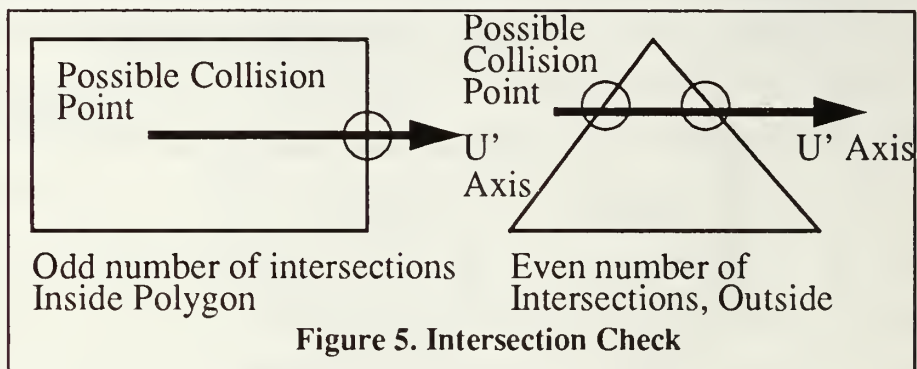 Possible Collision
Point
U'
Axis
Odd number of intersections
Inside Polygon
Possible
Collision
Point
U' Axis
Even number of
Intersections, Outside
Figure 5. Intersection Check